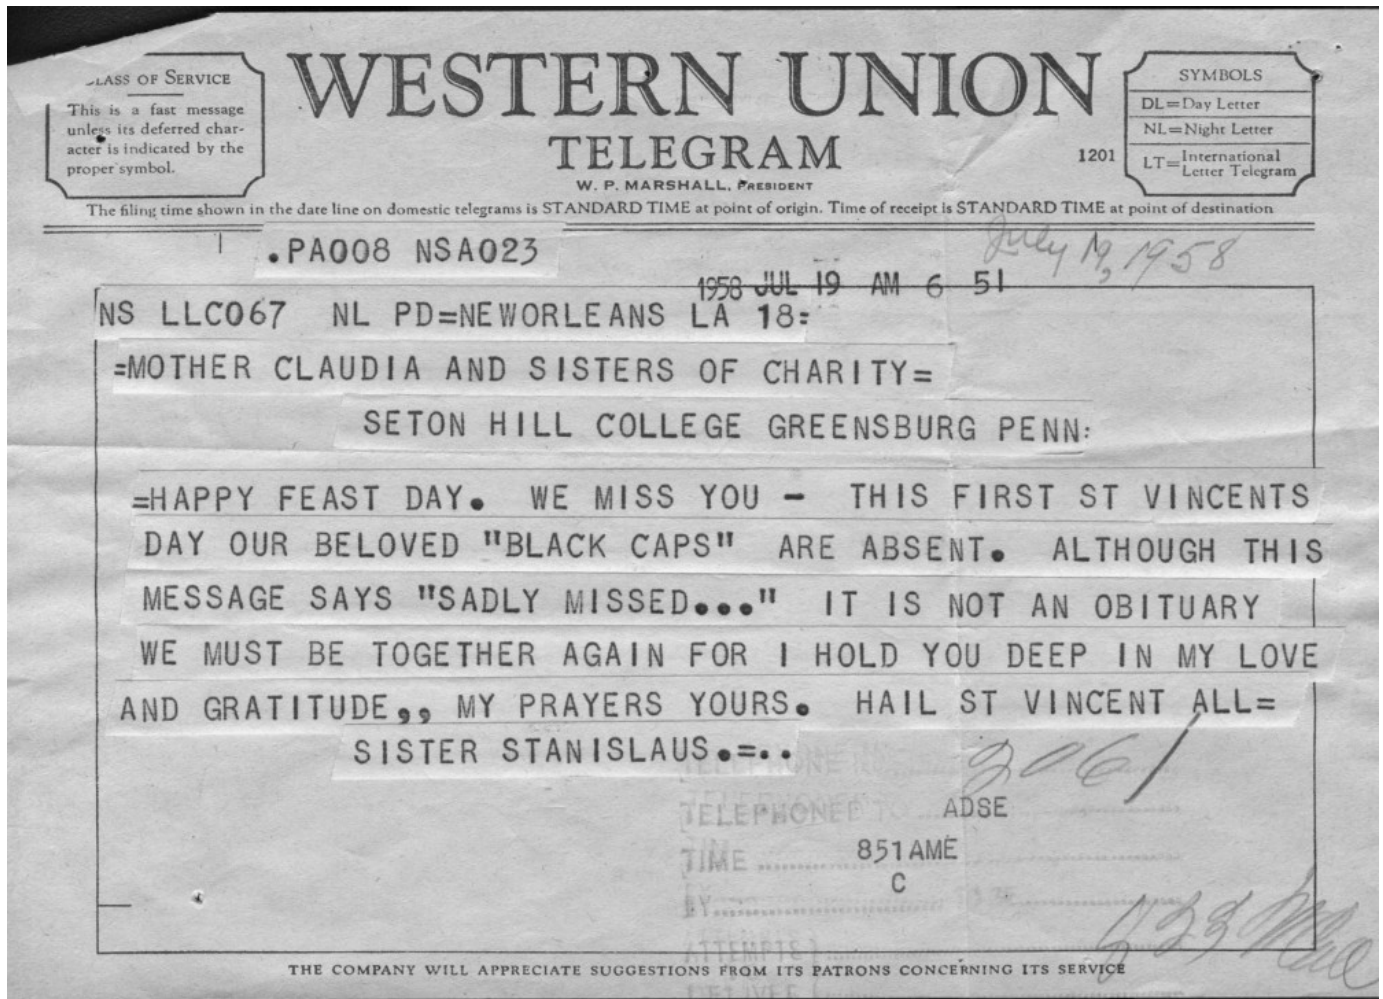 CLASS OF SERVICE
This is a fast message
unless its deferred char-
acter is indicated by the
proper symbol.
WESTERN UNION
TELEGRAM
W. P. MARSHALL, PRESIDENT
1201
SYMBOLS
DL=Day Letter
NL=Night Letter
LT=International Letter Telegram
The filing time shown in the date line on domestic telegrams is STANDARD TIME at point of origin. Time of receipt is STANDARD TIME at point of destination
July 19, 1958
.PA008 NSA023
1958 JUL 19 AM 6 51
NS LLC067 NL PD=NEWORLEANS LA 18=
=MOTHER CLAUDIA AND SISTERS OF CHARITY=
SETON HILL COLLEGE GREENSBURG PENN:
=HAPPY FEAST DAY. WE MISS YOU - THIS FIRST ST VINCENTS
DAY OUR BELOVED "BLACK CAPS" ARE ABSENT. ALTHOUGH THIS
MESSAGE SAYS "SADLY MISSED..." IT IS NOT AN OBITUARY
WE MUST BE TOGETHER AGAIN FOR I HOLD YOU DEEP IN MY LOVE
AND GRATITUDE,, MY PRAYERS YOURS. HAIL ST VINCENT ALL=
SISTER STANISLAUS.=..
TELEPHONE
2061
TELEPHONED TO ADSE
TIME 851AME
C
BY
ATTEMPTS
THE COMPANY WILL APPRECIATE SUGGESTIONS FROM ITS PATRONS CONCERNING ITS SERVICE